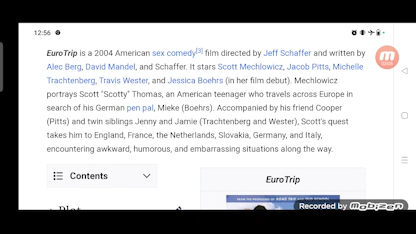 12:56
EuroTrip is a 2004 American sex comedy[3] film directed by Jeff Schaffer and written by
Alec Berg, David Mandel, and Schaffer. It stars Scott Mechlowicz, Jacob Pitts, Michelle
Trachtenberg, Travis Wester, and Jessica Boehrs (in her film debut). Mechlowicz
portrays Scott "Scotty" Thomas, an American teenager who travels across Europe in
search of his German pen pal, Mieke (Boehrs). Accompanied by his friend Cooper
(Pitts) and twin siblings Jenny and Jamie (Trachtenberg and Wester), Scott's quest
takes him to England, France, the Netherlands, Slovakia, Germany, and Italy,
encountering awkward, humorous, and embarrassing situations along the way.
Contents
EuroTrip
Recorded by Mobizen